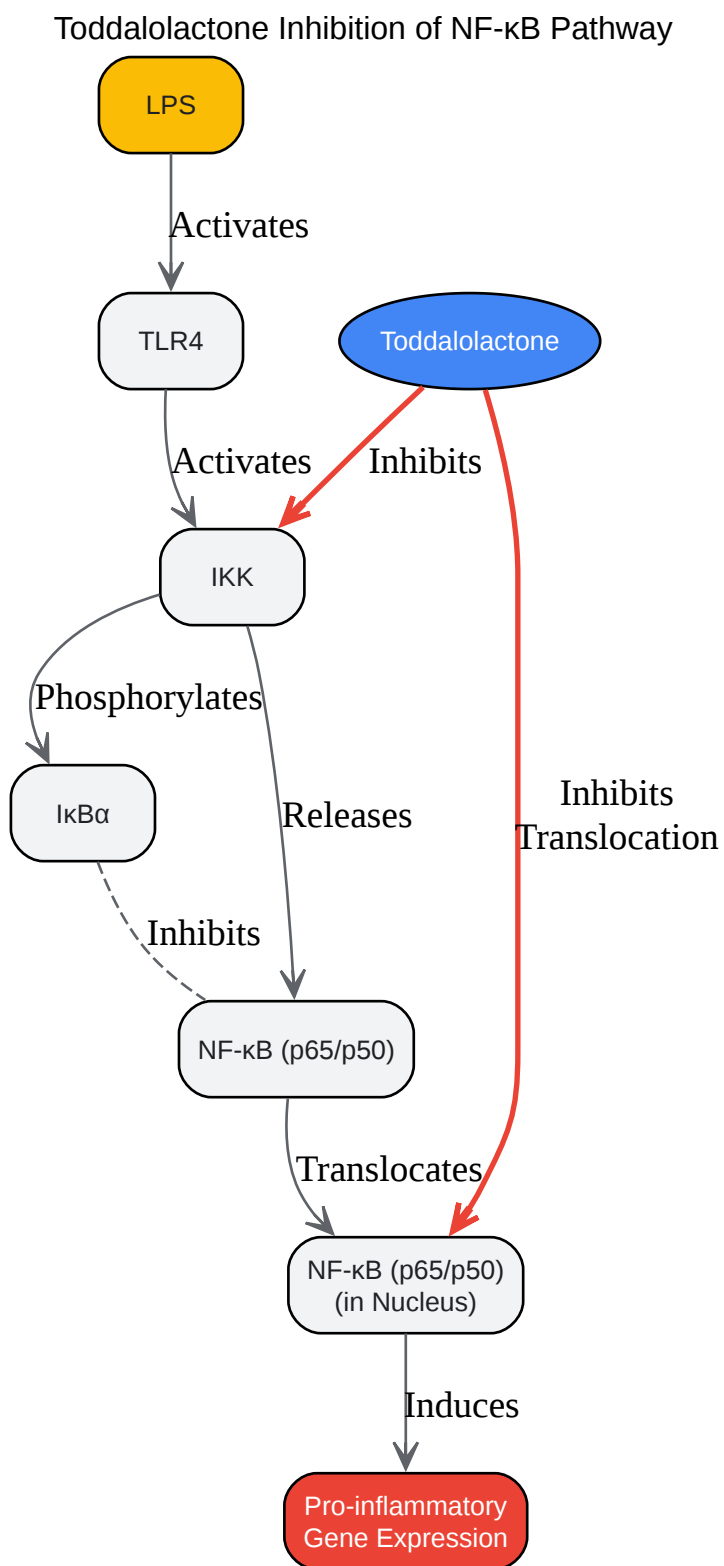 Toddalolactone Inhibition of NF-κB Pathway
LPS
Activates
TLR4
Toddalolactone
Activates
Inhibits
IKK
Phosphorylates
IκBα
Releases
Inhibits
Translocation
Inhibits
NF-κB (p65/p50)
Translocates
NF-κB (p65/p50)
(in Nucleus)
Induces
Pro-inflammatory
Gene Expression